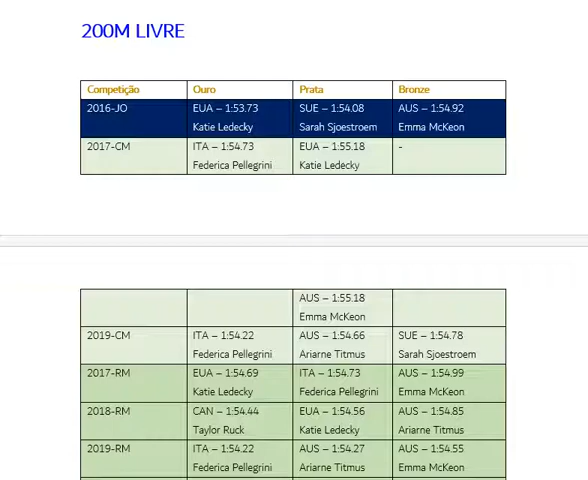 200M LIVRE
Competição Ouro Prata Bronze
2016-JO EUA – 1:53.73 SUE – 1:54.08 AUS – 1:54.92
Katie Ledecky Sarah Sjoestroem Emma McKeon
2017-CM ITA – 1:54.73 EUA – 1:55.18 -
Federica Pellegrini Katie Ledecky
AUS – 1:55.18
Emma McKeon
2019-CM ITA – 1:54.22 AUS – 1:54.66 SUE – 1:54.78
Federica Pellegrini Ariarne Titmus Sarah Sjoestroem
2017-RM EUA – 1:54.69 ITA – 1:54.73 AUS – 1:54.99
Katie Ledecky Federica Pellegrini Emma McKeon
2018-RM CAN – 1:54.44 EUA – 1:54.56 AUS – 1:54.85
Taylor Ruck Katie Ledecky Ariarne Titmus
2019-RM ITA – 1:54.22 AUS – 1:54.27 AUS – 1:54.55
Federica Pellegrini Ariarne Titmus Emma McKeon